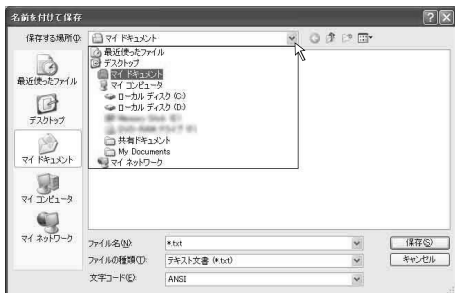 名前を付けて保存
保存する場所(I):
マイ ドキュメント
最近使ったファイル
デスクトップ
マイ ドキュメント
マイ コンピュータ
ローカル ディスク (C:)
ローカル ディスク (D:)
共有ドキュメント
My Documents
マイ ネットワーク
最近使ったファイル
デスクトップ
マイ ドキュメント
マイ コンピュータ
マイ ネットワーク
ファイル名(N):
*.txt
保存(S)
ファイルの種類(T):
テキスト文書 (*.txt)
キャンセル
文字コード(E):
ANSI